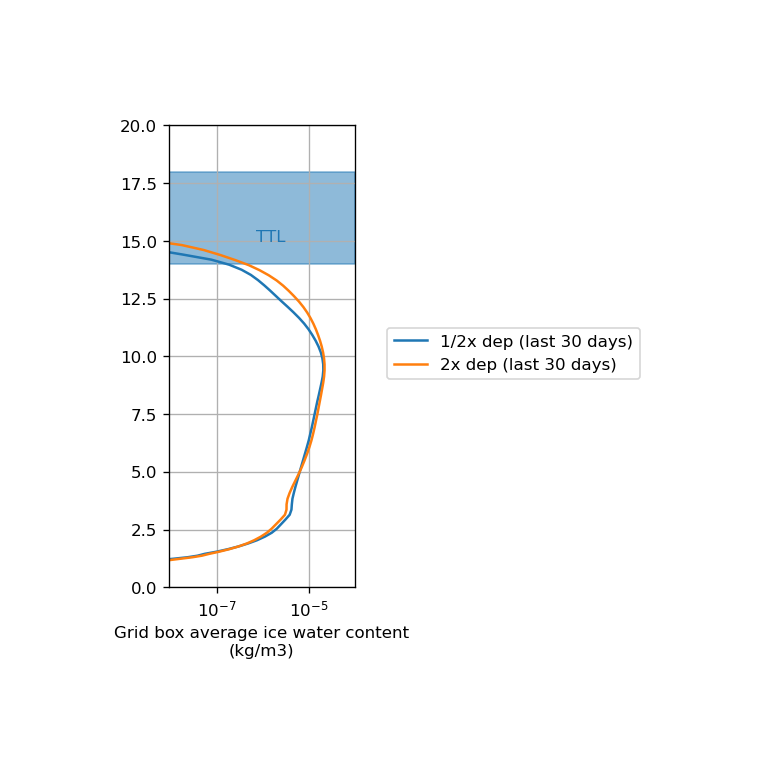 20.0
17.5
TTL
15.0
12.5
1/2x dep (last 30 days)
10.0
2x dep (last 30 days)
7.5
5.0
2.5
0.0
10⁻⁷ 10⁻⁵
Grid box average ice water content
(kg/m3)